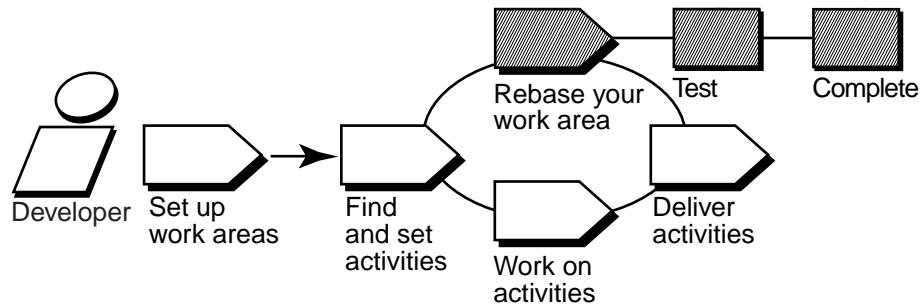 Rebase your
work area
Test
Complete
Developer
Set up
work areas
Find
and set
activities
Work on
activities
Deliver
activities